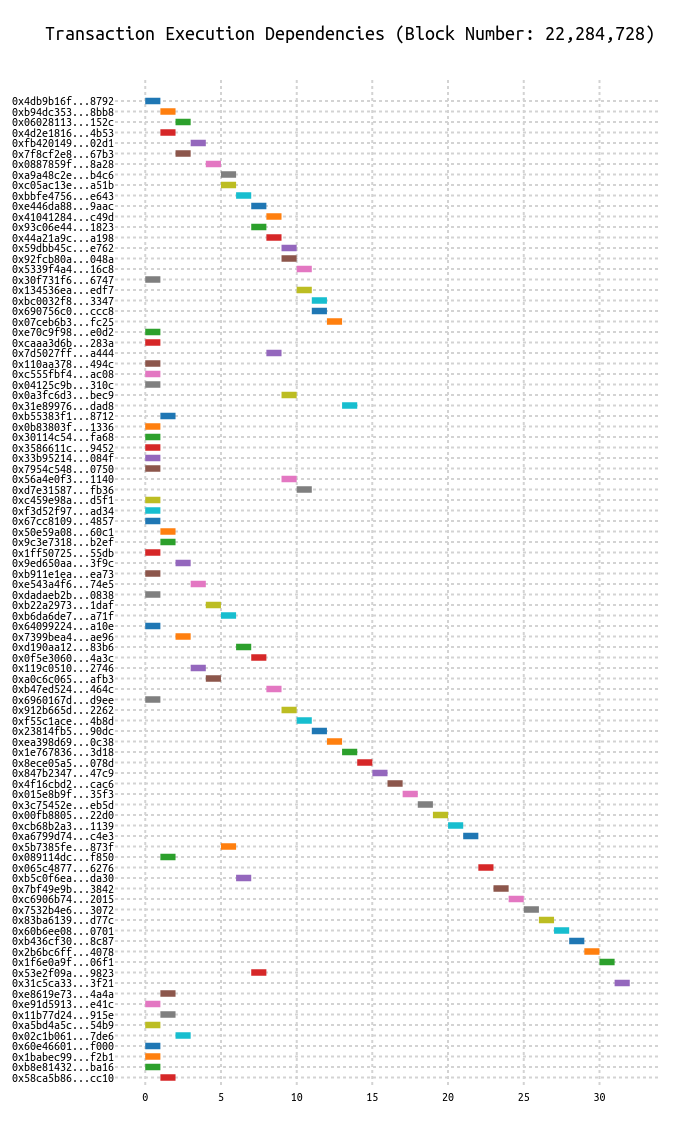 Transaction Execution Dependencies (Block Number: 22,284,728)
0x4db9b16f...8792
0xb94dc353...8bb8
0x06028113...152c
0x4d2e1816...4b53
0xfb420149...02d1
0x7f8cf2e8...67b3
0x0887859f...8a28
0xa9a48c2e...b4c6
0xc05ac13e...a51b
0xbbfe4756...e643
0xe446da88...9aac
0x41041284...c49d
0x93c06e44...1823
0x44a21a9c...a198
0x59dbb45c...e762
0x92fcb80a...048a
0x5339f4a4...16c8
0x30f731f6...6747
0x134536ea...edf7
0xbc0032f8...3347
0x690756c0...ccc8
0x07ceb6b3...fc25
0xe70c9f98...e0d2
0xcaaa3d6b...283a
0x7d5027ff...a444
0x110aa378...494c
0xc555fbf4...ac08
0x04125c9b...310c
0x0a3fc6d3...bec9
0x31e89976...dad8
0xb55383f1...8712
0x0b83803f...1336
0x30114c54...fa68
0x3586611c...9452
0x33b95214...084f
0x7954c548...0750
0x56a4e0f3...1140
0xd7e31587...fb36
0xc459e98a...d5f1
0xf3d52f97...ad34
0x67cc8109...4857
0x50e59a08...60c1
0x9c3e7318...b2ef
0x1ff50725...55db
0x9ed650aa...3f9c
0xb911e1ea...ea73
0xe543a4f6...74e5
0xdadaeb2b...0838
0xb22a2973...1daf
0xb6da6de7...a71f
0x64099224...a10e
0x7399bea4...ae96
0xd190aa12...83b6
0x0f5e3060...4a3c
0x119c0510...2746
0xa0c6c065...afb3
0xb47ed524...464c
0x6960167d...d9ee
0x912b665d...2262
0xf55c1ace...4b8d
0x23814fb5...90dc
0xea398d69...0c38
0x1e767836...3d18
0x8ece05a5...078d
0x847b2347...47c9
0x4f16cbd2...cac6
0x015e8b9f...35f3
0x3c75452e...eb5d
0x00fb8805...22d0
0xcb68b2a3...1139
0xa6799d74...c4e3
0x5b7385fe...873f
0x089114dc...f850
0x065c4877...6276
0xb5c0f6ea...da30
0x7bf49e9b...3842
0xc6906b74...2015
0x7532b4e6...3072
0x83ba6139...d77c
0x60b6ee08...0701
0xb436cf30...8c87
0x2b6bc6ff...4078
0x1f6e0a9f...06f1
0x53e2f09a...9823
0x31c5ca33...3f21
0xe8619e73...4a4a
0xe91d5913...e41c
0x11b77d24...915e
0xa5bd4a5c...54b9
0x02c1b061...7de6
0x60e46601...f000
0x1babec99...f2b1
0xb8e81432...ba16
0x58ca5b86...cc10
0 5 10 15 20 25 30